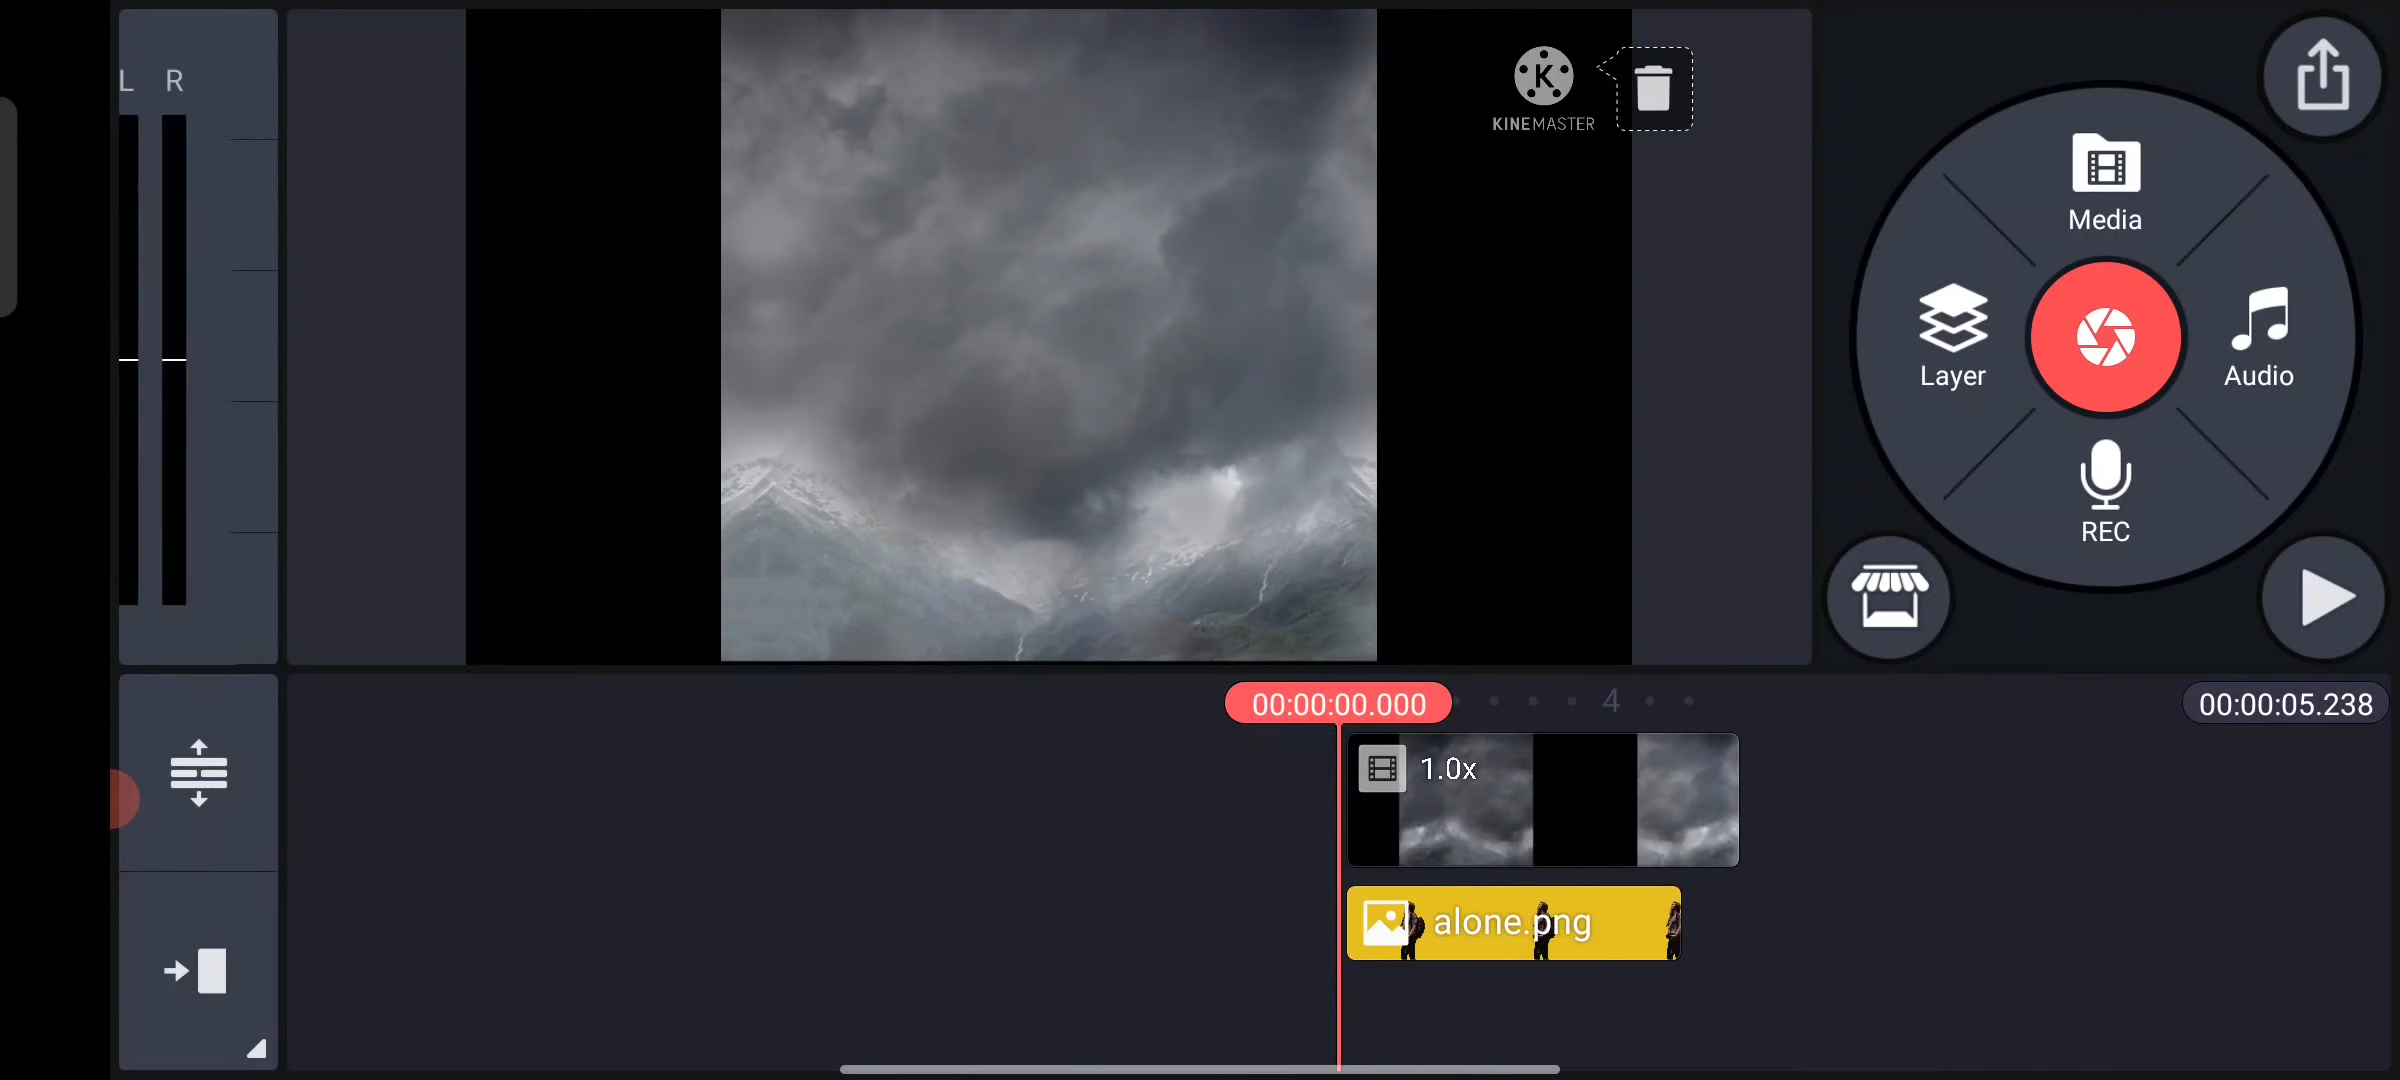 L R
KINEMASTER
Media
Layer
Audio
REC
00:00:00.000
4
00:00:05.238
1.0x
alone.png